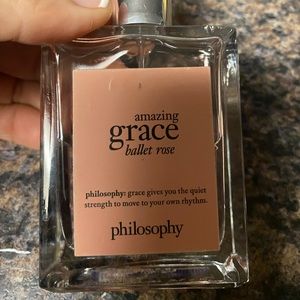 amazing
grace
ballet rose
philosophy: grace gives you the quiet
strength to move to your own rhythm.
philosophy